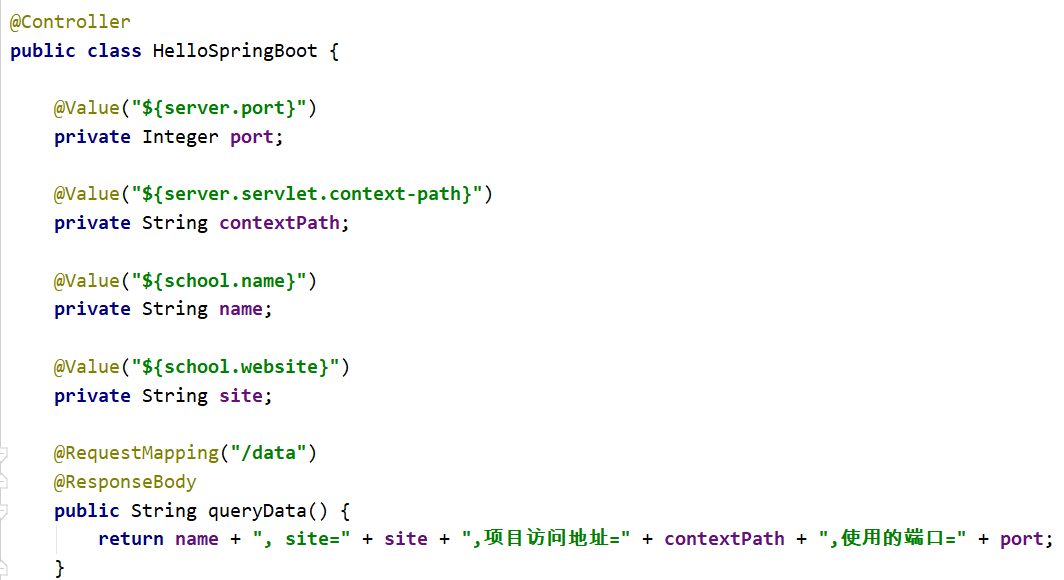 @Controller
public class HelloSpringBoot {
@Value("${server.port}")
private Integer port;
@Value("${server.servlet.context-path}")
private String contextPath;
@Value("${school.name}")
private String name;
@Value("${school.website}")
private String site;
@RequestMapping("/data")
@ResponseBody
public String queryData() {
return name + ", site=" + site + ",项目访问地址=" + contextPath + ",使用的端口=" + port;
}